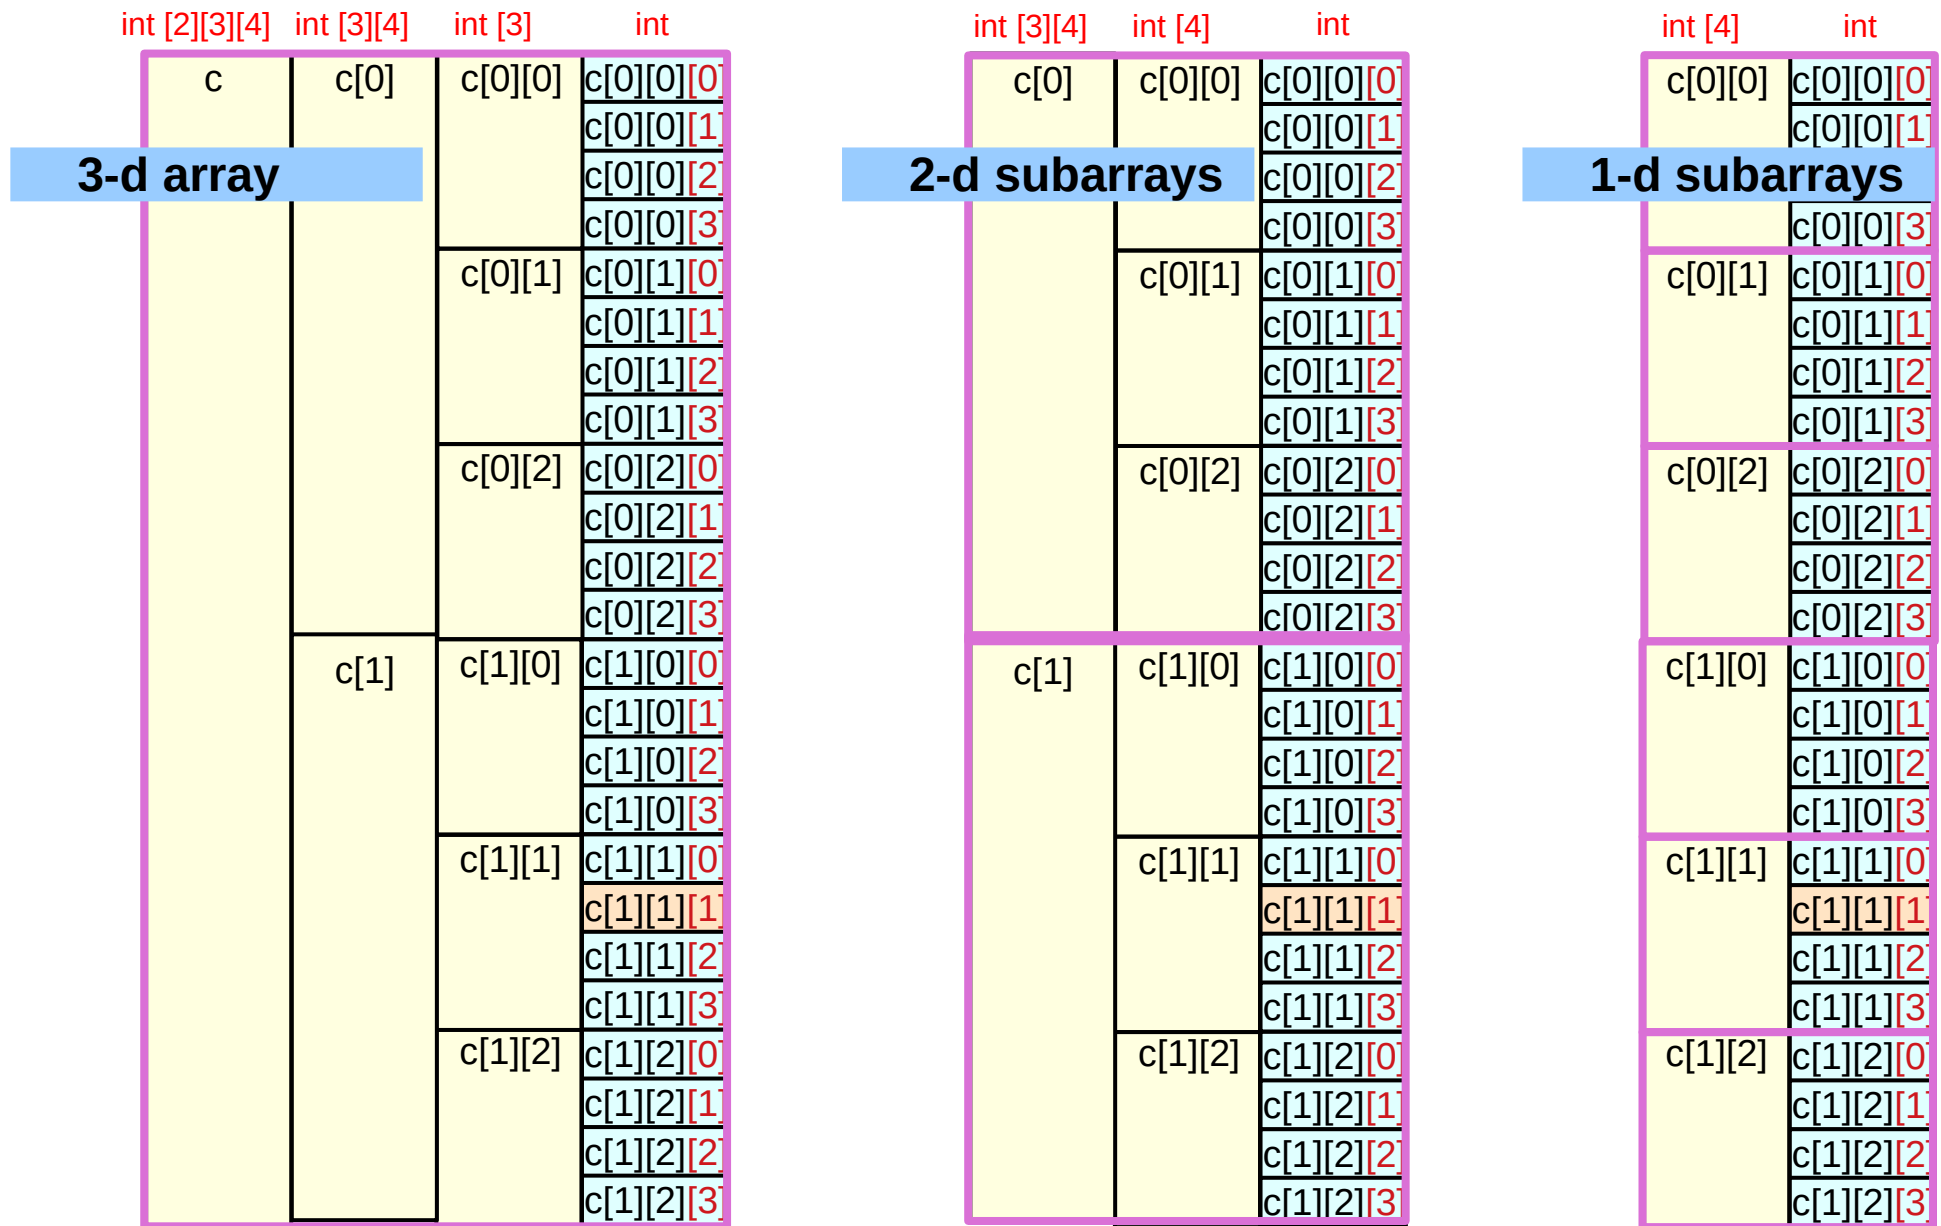 int [2][3][4] int [3][4] int [3] int
c c[0] c[0][0] c[0][0][0]
c[0][0][1]
3-d array c[0][0][2]
c[0][0][3]
c[0][1] c[0][1][0]
c[0][1][1]
c[0][1][2]
c[0][1][3]
c[0][2] c[0][2][0]
c[0][2][1]
c[0][2][2]
c[0][2][3]
c[1] c[1][0] c[1][0][0]
c[1][0][1]
c[1][0][2]
c[1][0][3]
c[1][1] c[1][1][0]
c[1][1][1]
c[1][1][2]
c[1][1][3]
c[1][2] c[1][2][0]
c[1][2][1]
c[1][2][2]
c[1][2][3]
int [3][4] int [4] int
c[0] c[0][0] c[0][0][0]
c[0][0][1]
2-d subarrays c[0][0][2]
c[0][0][3]
c[0][1] c[0][1][0]
c[0][1][1]
c[0][1][2]
c[0][1][3]
c[0][2] c[0][2][0]
c[0][2][1]
c[0][2][2]
c[0][2][3]
c[1] c[1][0] c[1][0][0]
c[1][0][1]
c[1][0][2]
c[1][0][3]
c[1][1] c[1][1][0]
c[1][1][1]
c[1][1][2]
c[1][1][3]
c[1][2] c[1][2][0]
c[1][2][1]
c[1][2][2]
c[1][2][3]
int [4] int
c[0][0] c[0][0][0]
c[0][0][1]
1-d subarrays
c[0][0][3]
c[0][1] c[0][1][0]
c[0][1][1]
c[0][1][2]
c[0][1][3]
c[0][2] c[0][2][0]
c[0][2][1]
c[0][2][2]
c[0][2][3]
c[1][0] c[1][0][0]
c[1][0][1]
c[1][0][2]
c[1][0][3]
c[1][1] c[1][1][0]
c[1][1][1]
c[1][1][2]
c[1][1][3]
c[1][2] c[1][2][0]
c[1][2][1]
c[1][2][2]
c[1][2][3]